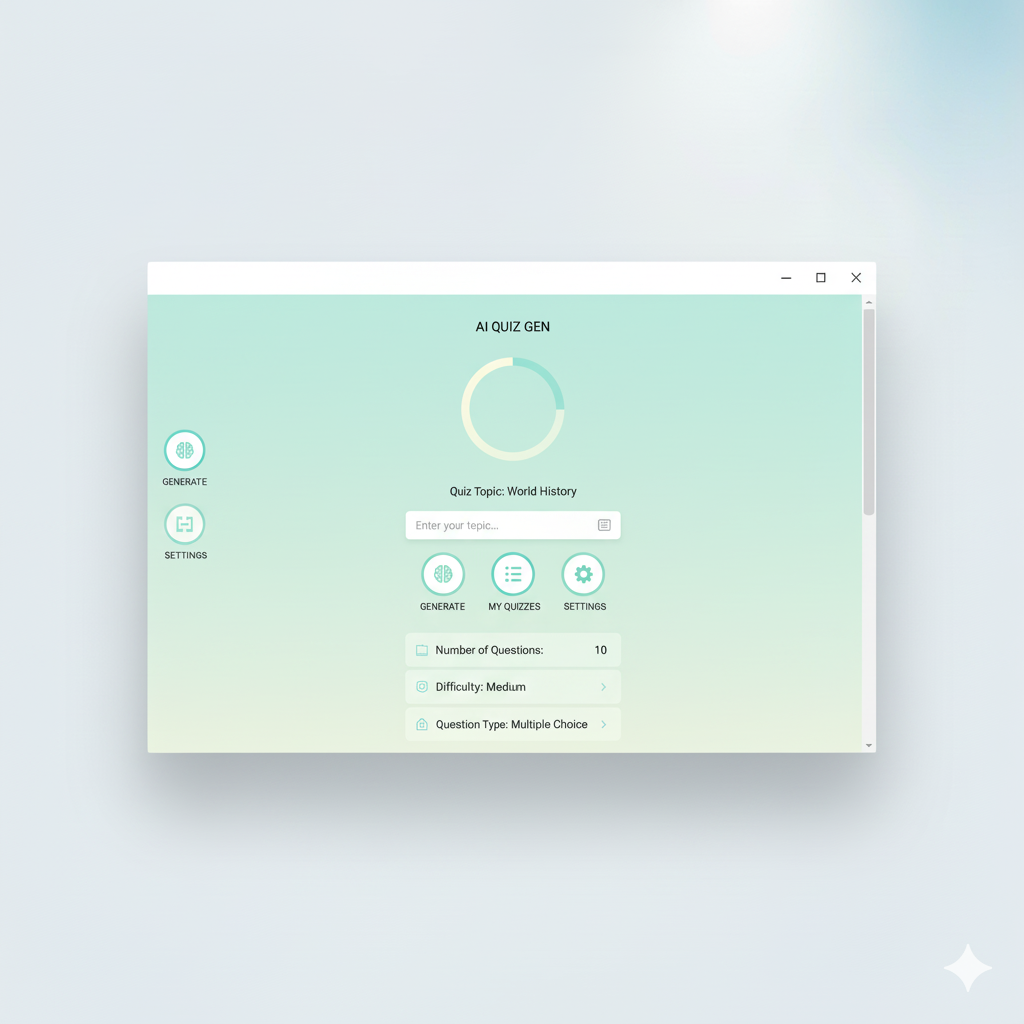 AI QUIZ GEN
GENERATE
SETTINGS
Quiz Topic: World History
Enter your topic...
GENERATE MY QUIZZES SETTINGS
Number of Questions: 10
Difficulty: Medium
Question Type: Multiple Choice